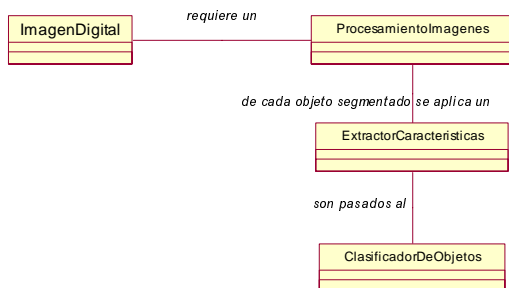 requiere un
ImagenDigital
ProcesamientoImagenes
de cada objeto segmentado se aplica un
ExtractorCaracteristicas
son pasados al
ClasificadorDeObjetos